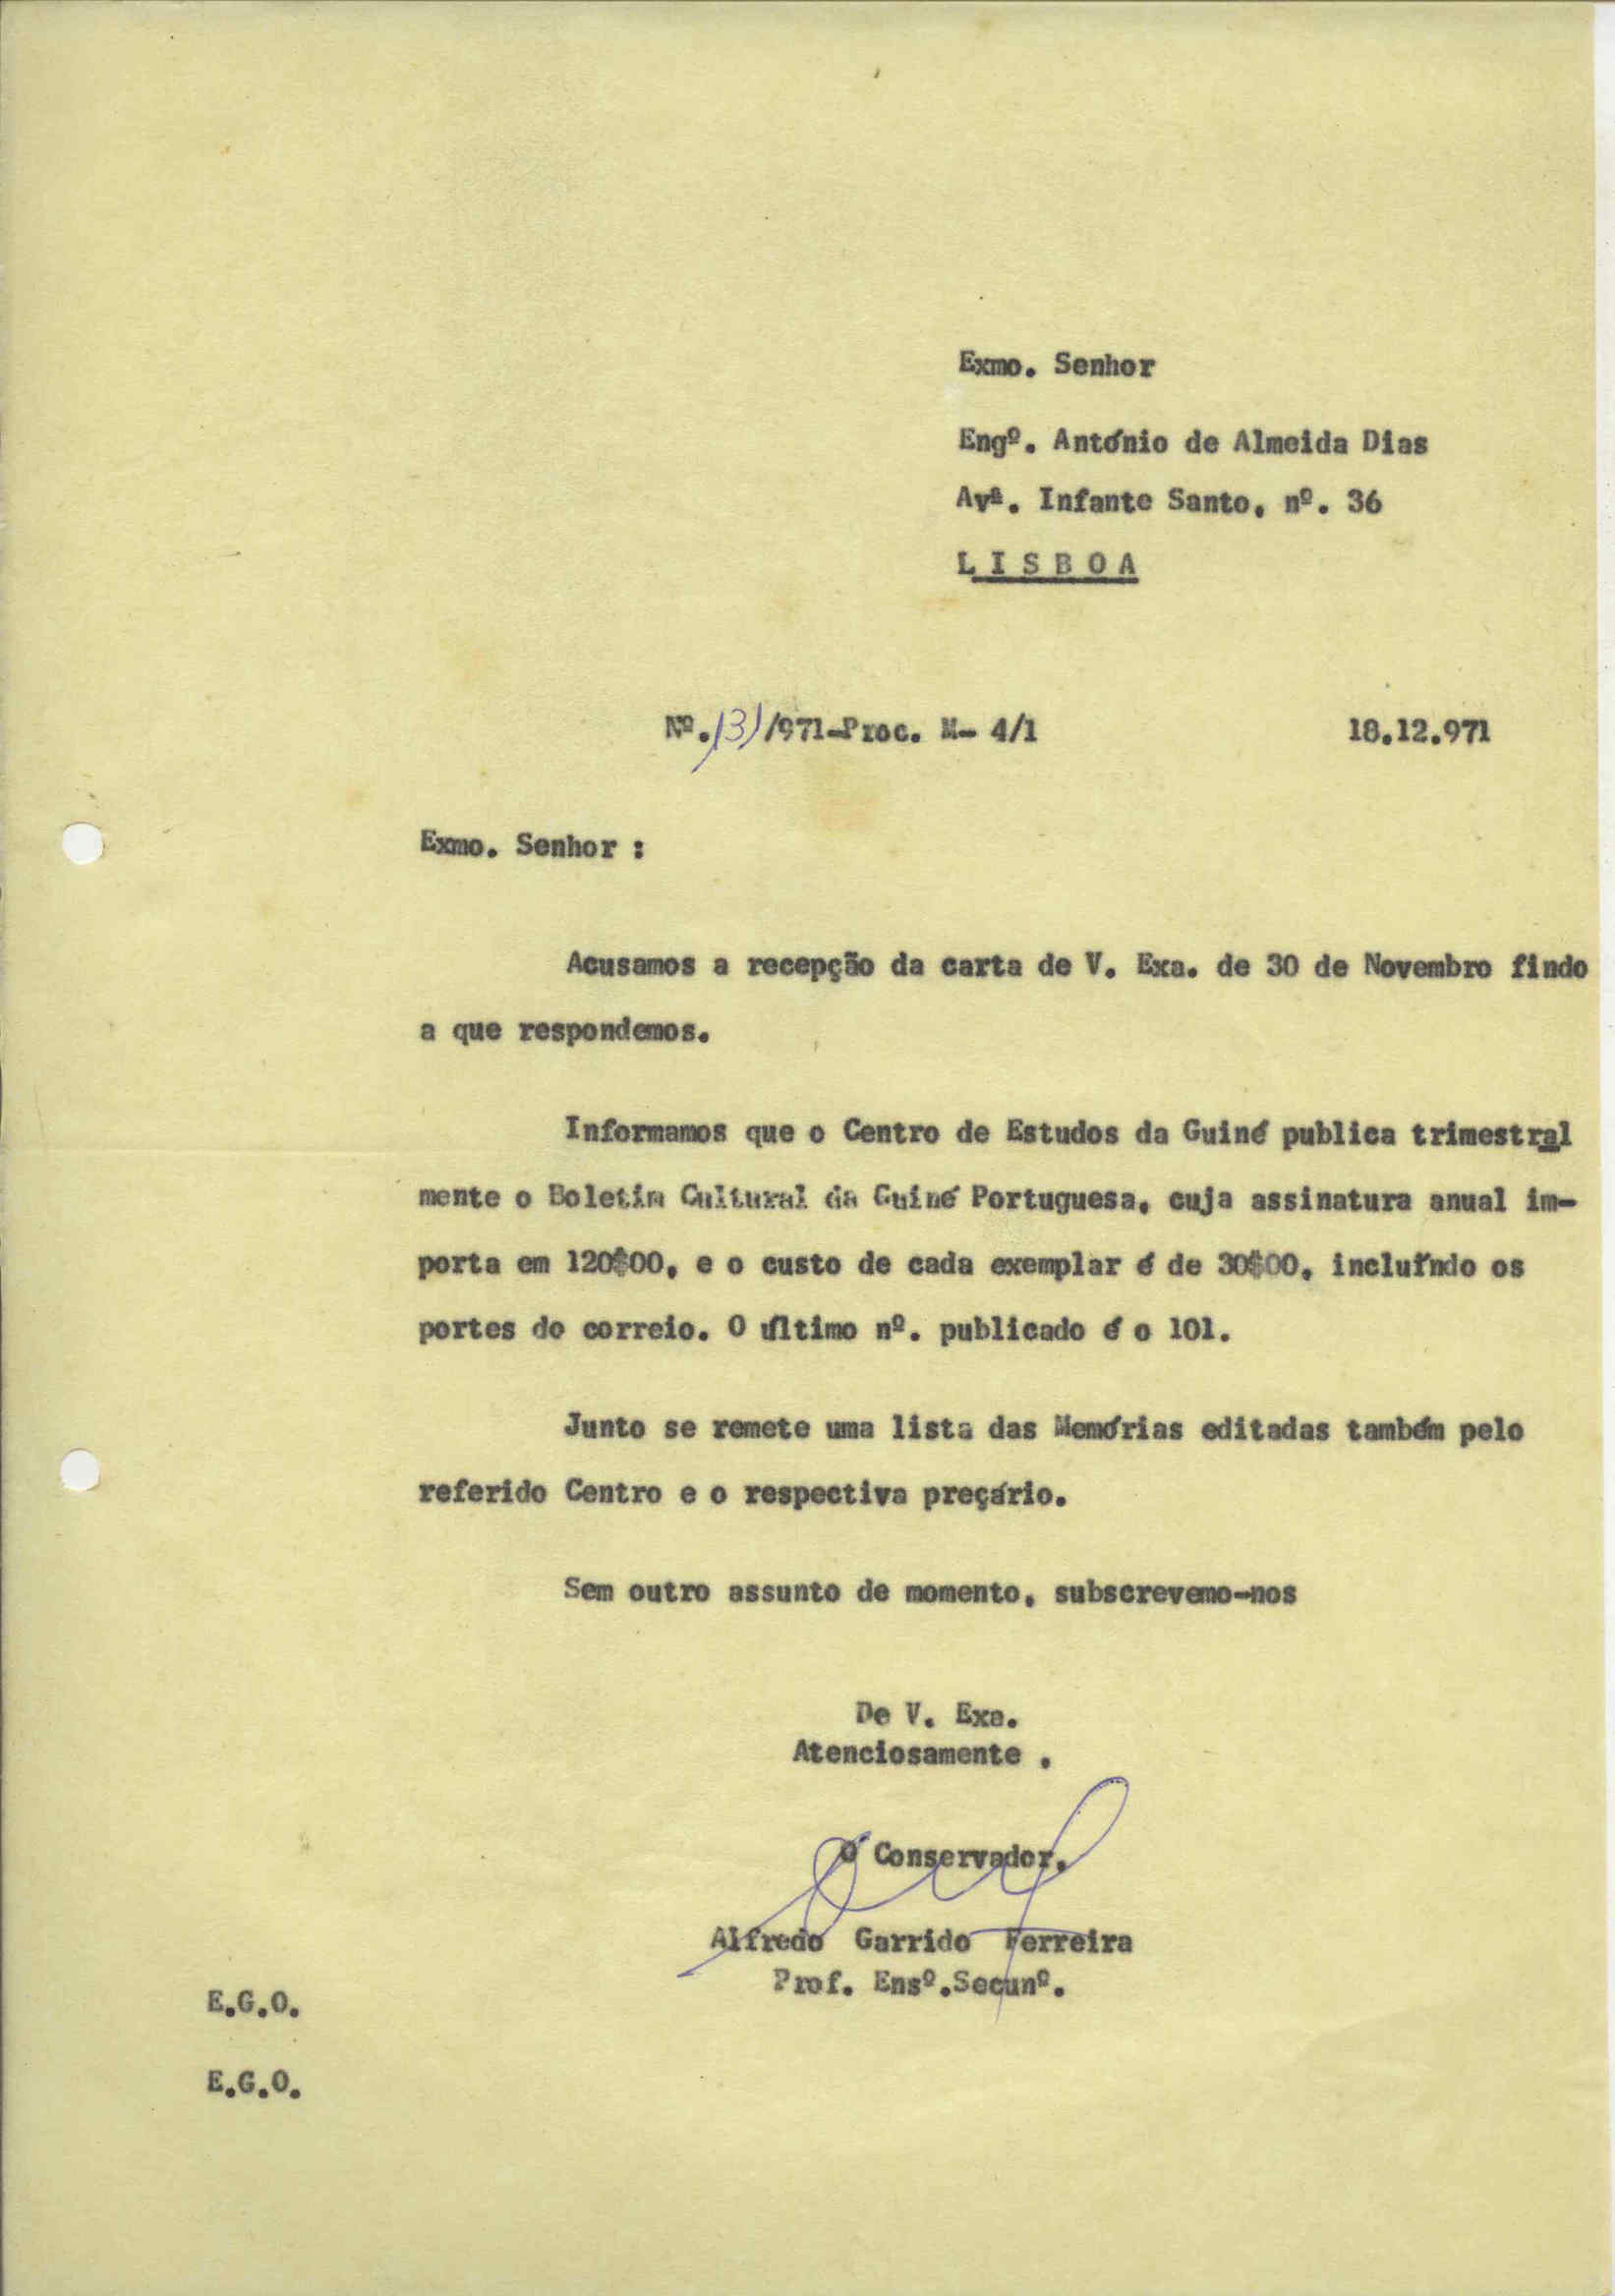 Exmo. Senhor
Engº. António de Almeida Dias
Avª. Infante Santo, nº. 36
L I S B O A
Nº.131/971-Proc. M- 4/1 18.12.971
Exmo. Senhor :
Acusamos a recepção da carta de V. Exa. de 30 de Novembro findo
a que respondemos.
Informamos que o Centro de Estudos da Guiné publica trimestral
mente o Boletim Cultural da Guiné Portuguesa, cuja assinatura anual im-
porta em 120$00, e o custo de cada exemplar é de 30$00, incluíndo os
portes do correio. O último nº. publicado é o 101.
Junto se remete uma lista das Memórias editadas também pelo
referido Centro e o respectiva preçário.
Sem outro assunto de momento, subscrevemo-nos
De V. Exa.
Atenciosamente .
O Conservador,
Alfredo Garrido Ferreira
Prof. Ensº.Secunº.
E.G.O.
E.G.O.